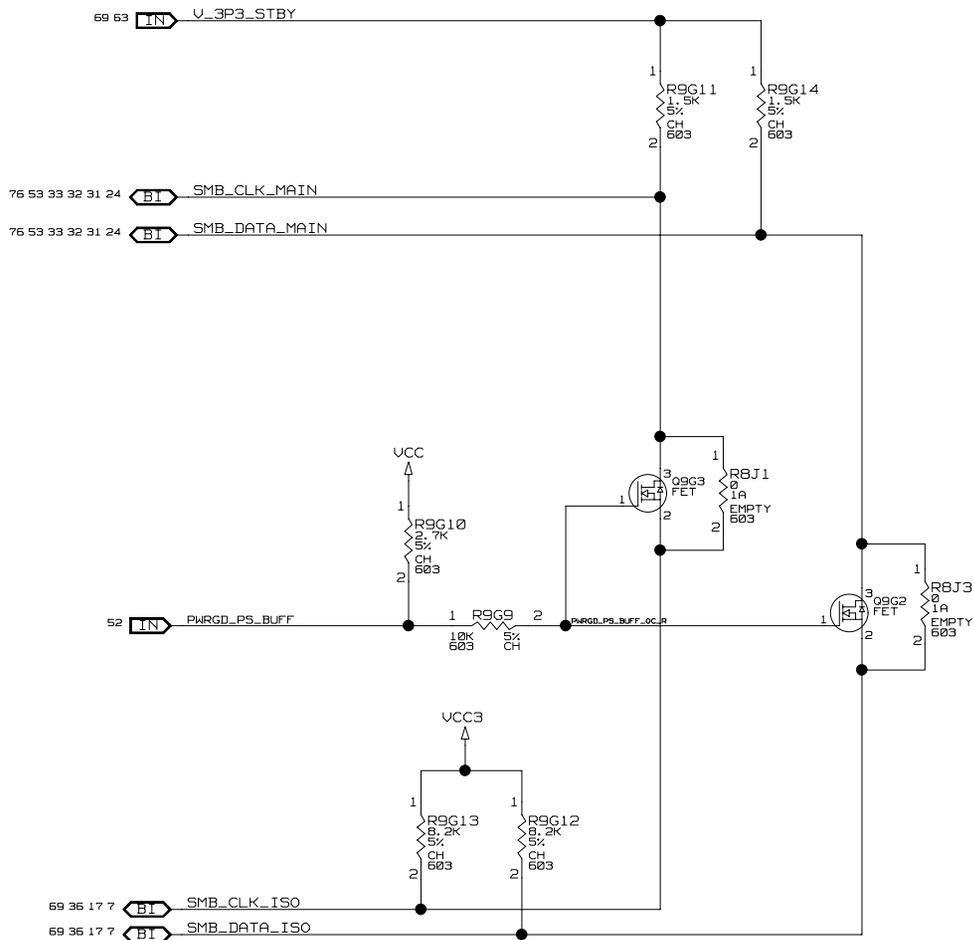 69 63 IN V_3P3_STBY
1 1
R9G11 R9G14
1.5K 1.5K
5% 5%
CH CH
603 603
2 2
76 53 33 32 31 24 BI SMB_CLK_MAIN
76 53 33 32 31 24 BI SMB_DATA_MAIN
VCC
1
R9G10
2.7K
5%
CH
603
2
3
Q9G3
FET
1
2
1
R8J1
0
1A
EMPTY
603
2
52 IN PWRGD_PS_BUFF
1 R9G9 2
10K 5%
603 CH
PWRGD_PS_BUFF_OC_R
3
Q9G2
FET
1
2
1
R8J3
0
1A
EMPTY
603
2
VCC3
1 1
R9G13 R9G12
8.2K 8.2K
5% 5%
CH CH
603 603
2 2
69 36 17 7 BI SMB_CLK_ISO
69 36 17 7 BI SMB_DATA_ISO